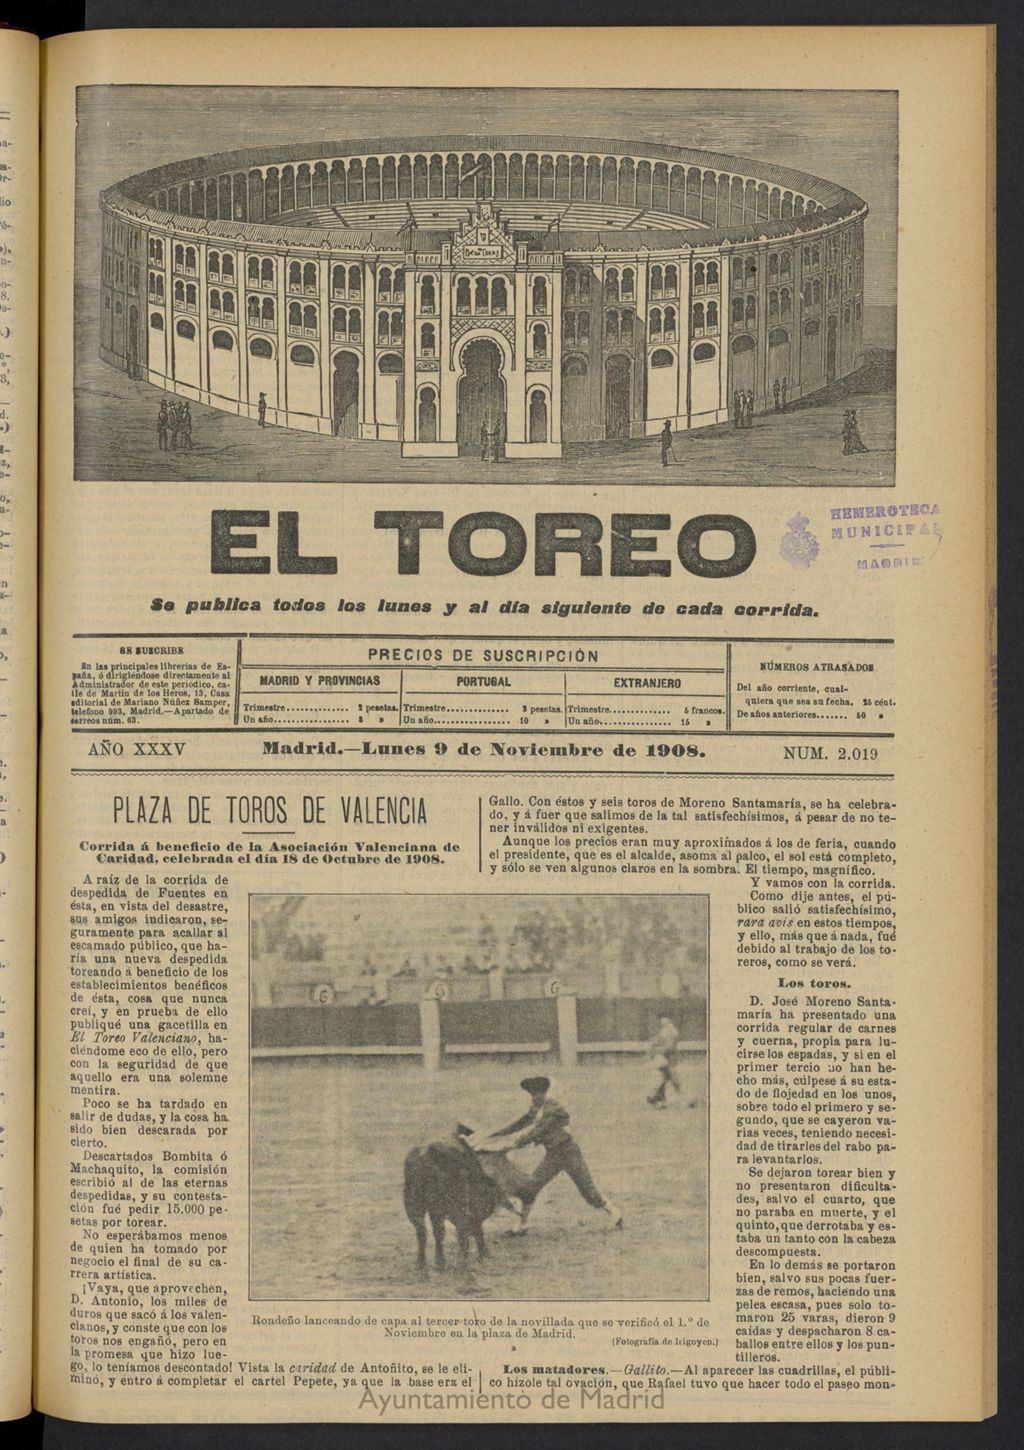 EL TOREO
HEMEROTECA
MUNICIPAL
MADRID
Se publica todos los lunes y al día siguiente de cada corrida.
SE SUSCRIBE
En las principales librerías de Es-
paña, ó dirigiéndose directamente al
Administrador de este periódico, ca-
lle de Martín de los Heros, 13, Casa
editorial de Mariano Núñez Samper,
teléfono 993, Madrid.—Apartado de
correos núm. 63.
PRECIOS DE SUSCRIPCIÓN
MADRID Y PROVINCIAS
Trimestre.............. 2 pesetas.
Un año................. 8 »
PORTUGAL
Trimestre.............. 3 pesetas.
Un año................. 10 »
EXTRANJERO
Trimestre............. 5 francos.
Un año................ 15 »
NÚMEROS ATRASADOS
Del año corriente, cual-
quiera que sea su fecha. 25 cént.
De años anteriores....... 50 »
AÑO XXXV
Madrid.—Lunes 9 de Noviembre de 1908.
NUM. 2.019
PLAZA DE TOROS DE VALENCIA
Corrida á beneficio de la Asociación Valenciana de
Caridad, celebrada el día 18 de Octubre de 1908.
A raíz de la corrida de
despedida de Fuentes en
ésta, en vista del desastre,
sus amigos indicaron, se-
guramente para acallar al
escamado público, que ha-
ría una nueva despedida
toreando á beneficio de los
establecimientos benéficos
de ésta, cosa que nunca
creí, y en prueba de ello
publiqué una gacetilla en
El Toreo Valenciano, ha-
ciéndome eco de ello, pero
con la seguridad de que
aquello era una solemne
mentira.
Poco se ha tardado en
salir de dudas, y la cosa ha
sido bien descarada por
cierto.
Descartados Bombita ó
Machaquito, la comisión
escribió al de las eternas
despedidas, y su contesta-
ción fué pedir 15.000 pe-
setas por torear.
No esperábamos menos
de quien ha tomado por
negocio el final de su ca-
rrera artística.
¡Vaya, que aprovechen,
D. Antonio, los miles de
duros que sacó á los valen-
cianos, y conste que con los
toros nos engañó, pero en
la promesa que hizo lue-
go, lo teníamos descontado! Vista la caridad de Antoñito, se le eli-
minó, y entró á completar el cartel Pepete, ya que la base era el
Rondeño lanceando de capa al tercer toro de la novillada que se verificó el 1.º de
Noviembre en la plaza de Madrid.
(Fotografía de Irigoyen.)
Gallo. Con éstos y seis toros de Moreno Santamaría, se ha celebra-
do, y á fuer que salimos de la tal satisfechísimos, á pesar de no te-
ner inválidos ni exigentes.
Aunque los precios eran muy aproximados á los de feria, cuando
el presidente, que es el alcalde, asoma al palco, el sol está completo,
y sólo se ven algunos claros en la sombra. El tiempo, magnífico.
Y vamos con la corrida.
Como dije antes, el pú-
blico salió satisfechísimo,
rara avis en estos tiempos,
y ello, más que á nada, fué
debido al trabajo de los to-
reros, como se verá.
Los toros.
D. José Moreno Santa-
maría ha presentado una
corrida regular de carnes
y cuerna, propia para lu-
cirse los espadas, y si en el
primer tercio no han he-
cho más, cúlpese á su esta-
do de flojedad en los unos,
sobre todo el primero y se-
gundo, que se cayeron va-
rias veces, teniendo necesi-
dad de tirarles del rabo pa-
ra levantarlos.
Se dejaron torear bien y
no presentaron dificulta-
des, salvo el cuarto, que
no paraba en muerte, y el
quinto, que derrotaba y es-
taba un tanto con la cabeza
descompuesta.
En lo demás se portaron
bien, salvo sus pocas fuer-
zas de remos, haciendo una
pelea escasa, pues solo to-
maron 25 varas, dieron 9
caídas y despacharon 8 ca-
ballos entre ellos y los pun-
tilleros.
Los matadores.—Gallito.—Al aparecer las cuadrillas, el públi-
co hízole tal ovación, que Rafael tuvo que hacer todo el paseo mon-
Ayuntamiento de Madrid